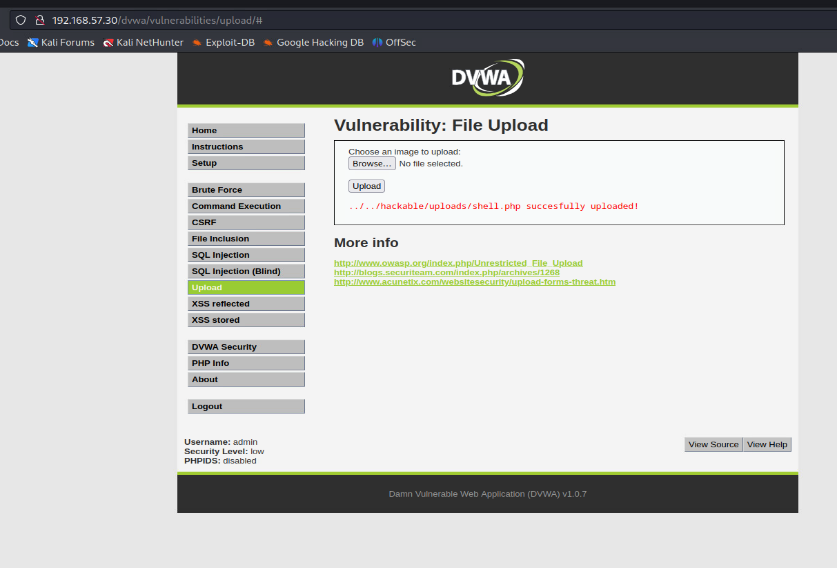 192.168.57.30/dvwa/vulnerabilities/upload/#
Docs Kali Forums Kali NetHunter Exploit-DB Google Hacking DB OffSec
DVWA
Home
Instructions
Setup
Brute Force
Command Execution
CSRF
File Inclusion
SQL Injection
SQL Injection (Blind)
Upload
XSS reflected
XSS stored
DVWA Security
PHP Info
About
Logout
Vulnerability: File Upload
Choose an image to upload:
Browse... No file selected.
Upload
../../hackable/uploads/shell.php succesfully uploaded!
More info
http://www.owasp.org/index.php/Unrestricted_File_Upload
http://blogs.securiteam.com/index.php/archives/1268
http://www.acunetix.com/websitesecurity/upload-forms-threat.htm
Username: admin
Security Level: low
PHPIDS: disabled
View Source View Help
Damn Vulnerable Web Application (DVWA) v1.0.7